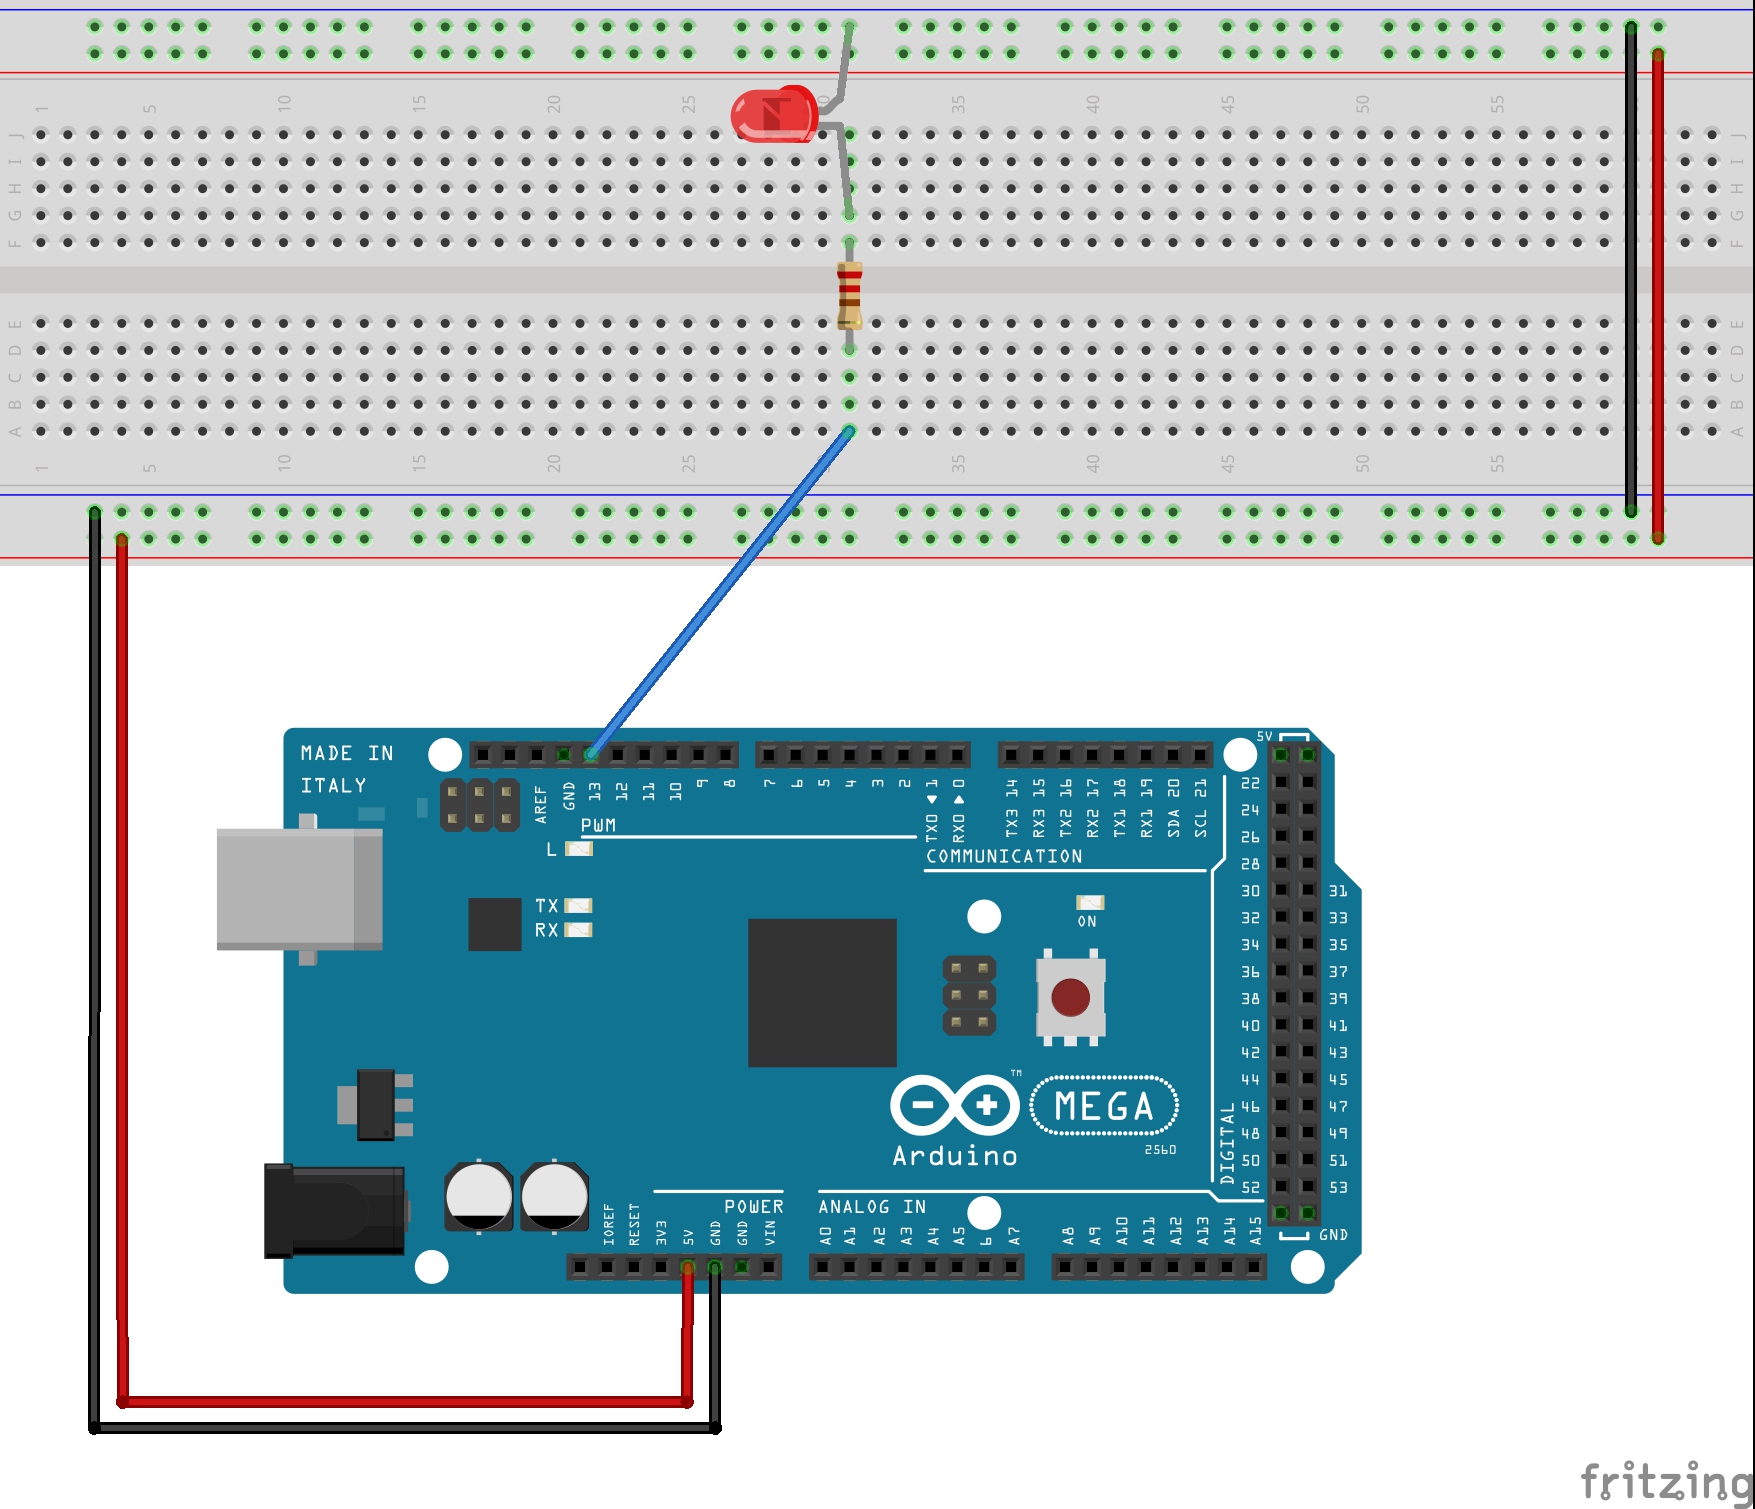 1 5 10 15 20 25 35 40 45 50 55
J J
I I
H H
G G
F F
E E
D D
C C
B B
A A
1 5 10 15 20 25 35 40 45 50 55
MADE IN
ITALY
AREF GND 13 12 11 10 9 8 7 6 5 4 3 2 TX0 1 RX0 0 TX3 14 RX3 15 TX2 16 RX2 17 TX1 18 RX1 19 SDA 20 SCL 21
PWM
COMMUNICATION
L
TX
RX
ON
5V
22
24
26
28
30 31
32 33
34 35
36 37
38 39
40 41
42 43
44 45
46 47
48 49
50 51
52 53
GND
DIGITAL
TM
MEGA
2560
Arduino
POWER
ANALOG IN
IOREF RESET 3V3 5V GND GND VIN A0 A1 A2 A3 A4 A5 6 A7 A8 A9 A10 A11 A12 A13 A14 A15
fritzing